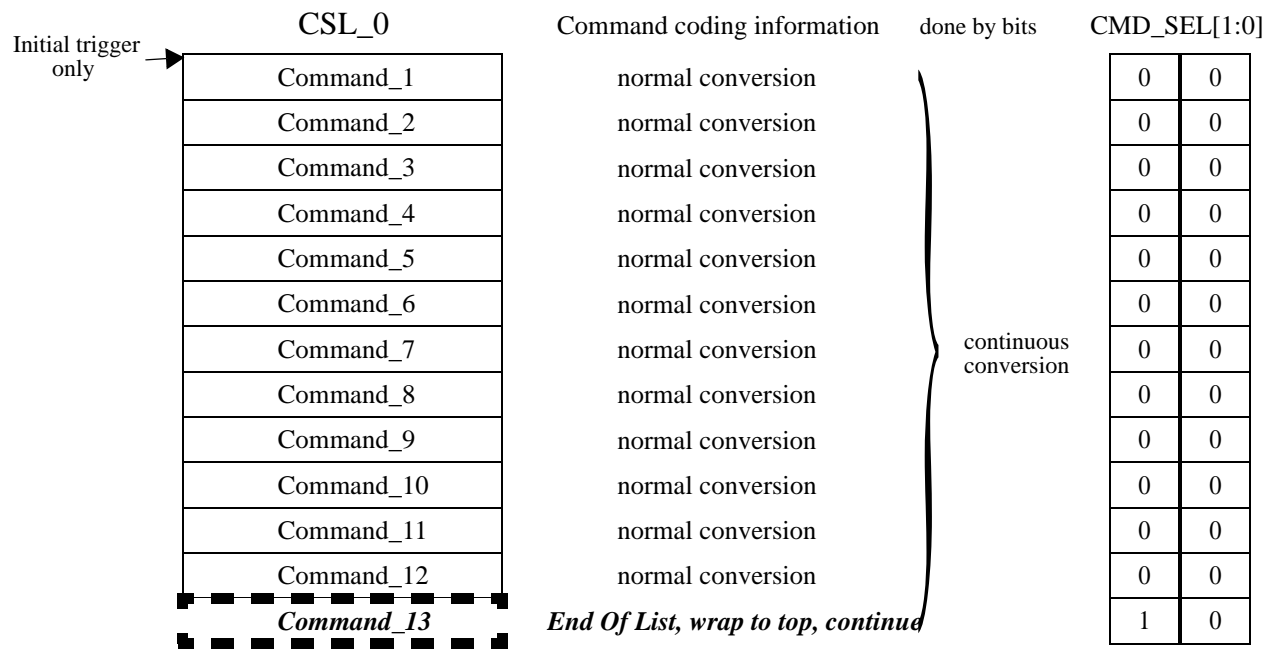 CSL_0 Command coding information done by bits CMD_SEL[1:0]
Initial trigger
only
Command_1 normal conversion 0 0
Command_2 normal conversion 0 0
Command_3 normal conversion 0 0
Command_4 normal conversion 0 0
Command_5 normal conversion 0 0
Command_6 normal conversion 0 0
Command_7 normal conversion 0 0
continuous
conversion
Command_8 normal conversion 0 0
Command_9 normal conversion 0 0
Command_10 normal conversion 0 0
Command_11 normal conversion 0 0
Command_12 normal conversion 0 0
Command_13 End Of List, wrap to top, continue 1 0